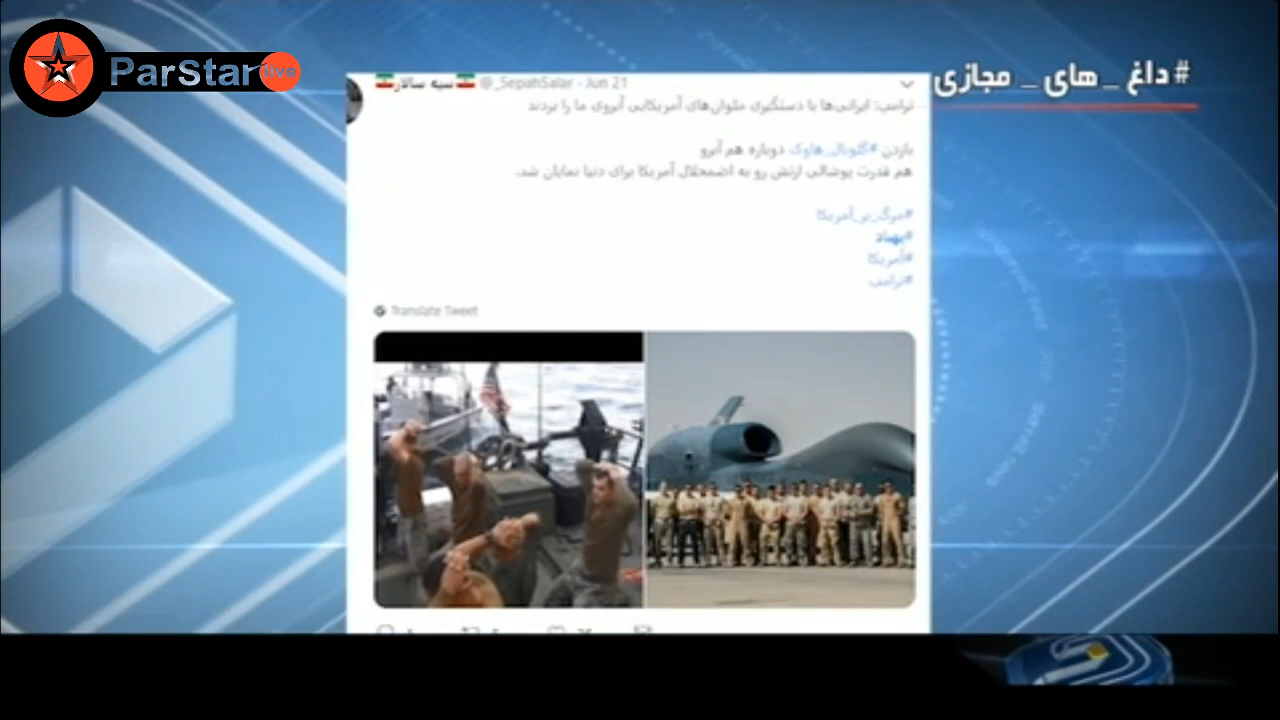 ParStar live
#داغ _ های _ مجازی
سپه سالار @_SepahSalar - Jun 21
ترامپ: ایرانی‌ها با دستگیری ملوان‌های آمریکایی آبروی ما را بردند
بازدن #گلوبال_هاوک دوباره هم آبرو
هم قدرت پوشالی ارتش رو به اضمحلال آمریکا برای دنیا نمایان شد.
#مرگ_بر_آمریکا
#پهپاد
#آمریکا
#ترامپ
Translate Tweet